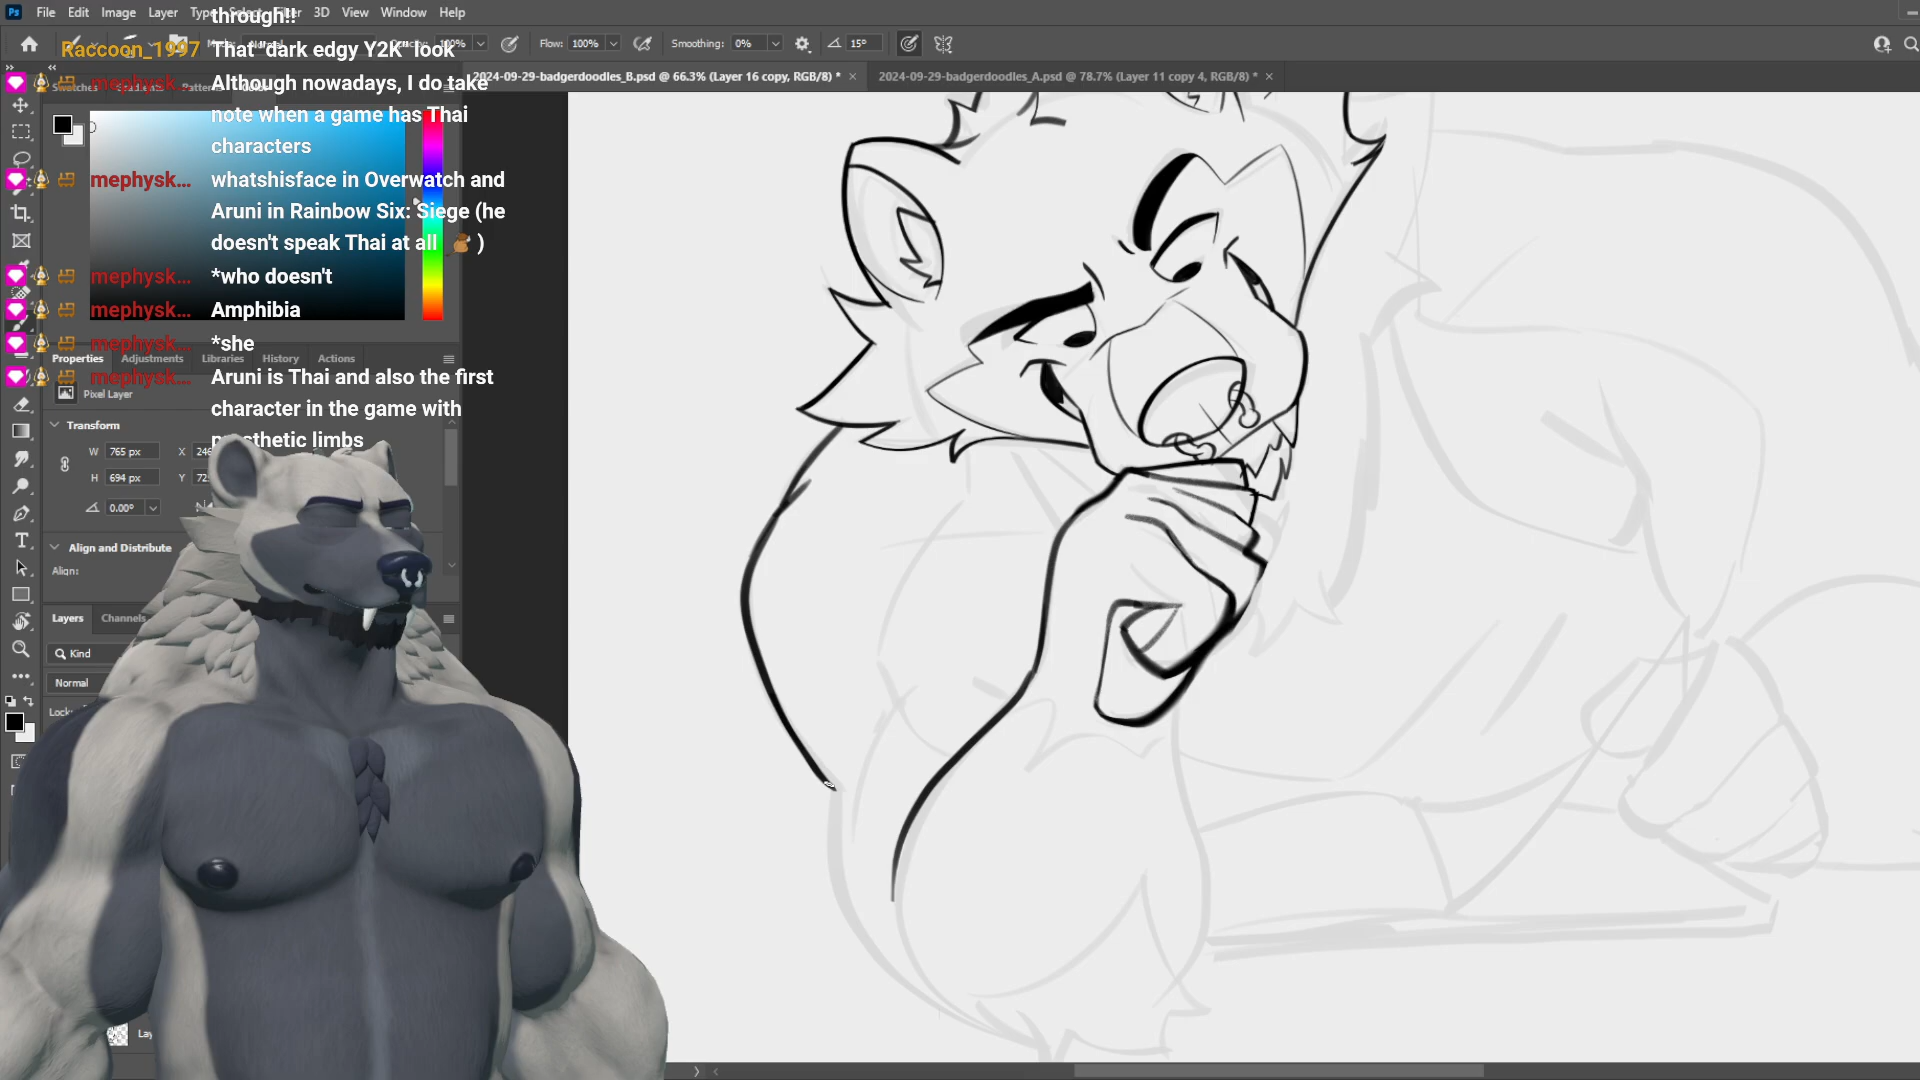 File Edit Image Layer Type Select Filter 3D View Window Help
through!!
Raccoon_1997 That "dark edgy Y2K" look
Flow: 100% Smoothing: 0% 15°
2024-09-29-badgerdoodles_B.psd @ 66.3% (Layer 16 copy, RGB/8) *
2024-09-29-badgerdoodles_A.psd @ 78.7% (Layer 11 copy 4, RGB/8) *
mephysk... Although nowadays, I do take
note when a game has Thai
characters
mephysk... whatshisface in Overwatch and
Aruni in Rainbow Six: Siege (he
doesn't speak Thai at all )
mephysk... *who doesn't
mephysk... Amphibia
mephysk... *she
Properties Adjustments Libraries History Actions
mephysk... Aruni is Thai and also the first
character in the game with
prosthetic limbs
Pixel Layer
Transform
W 765 px X
H 694 px Y
0.00°
Align and Distribute
Align:
Layers Channels
Kind
Normal
Lock: